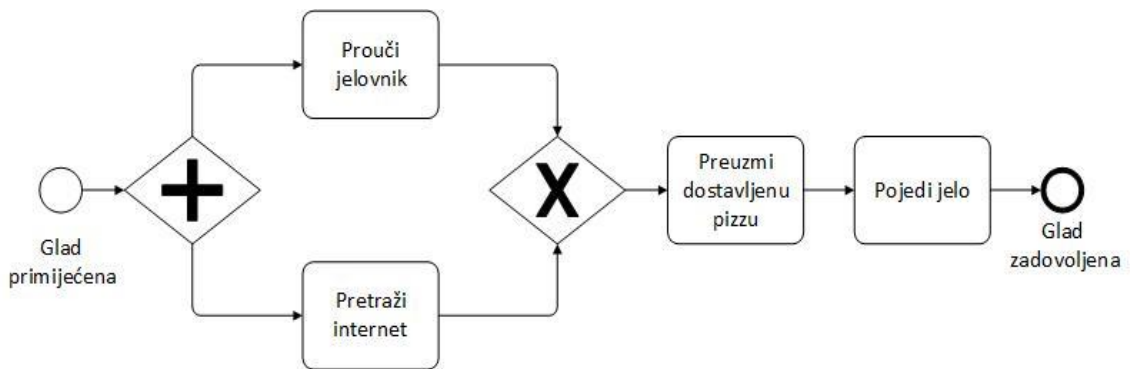 Glad
primijećena
Prouči
jelovnik
Pretraži
internet
X
Preuzmi
dostavljenu
pizzu
Pojedi jelo
Glad
zadovoljena